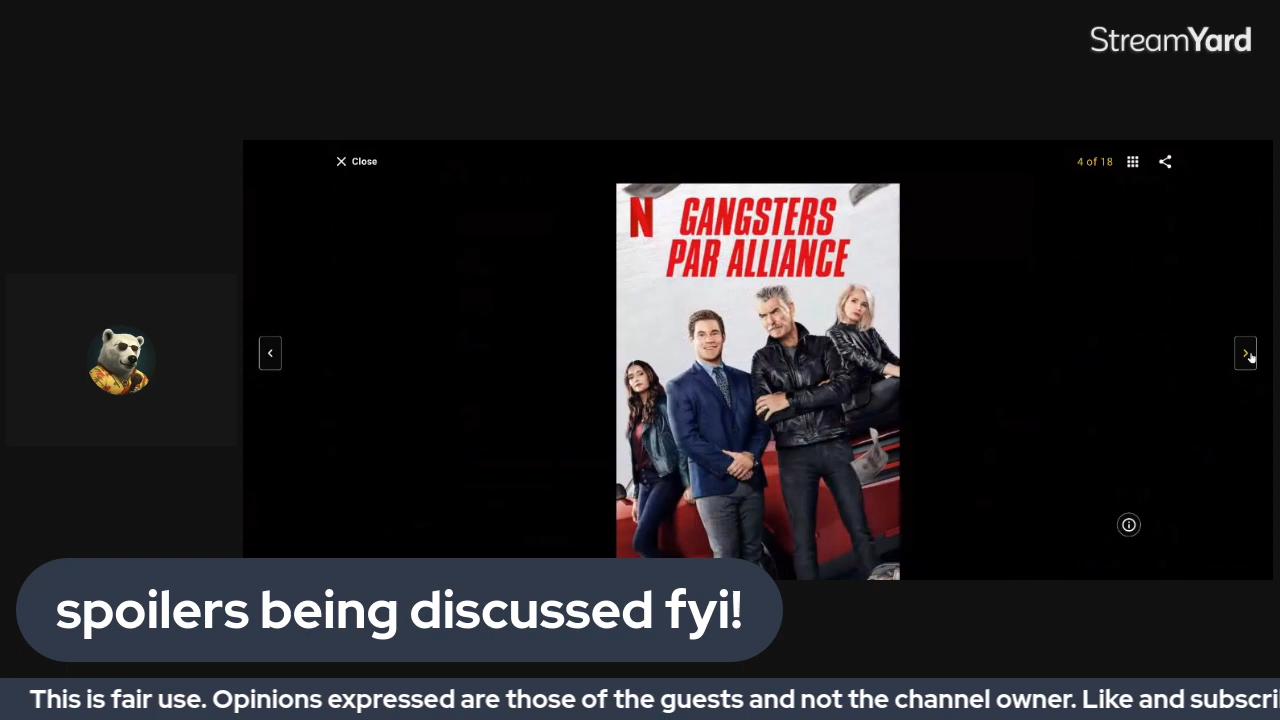 StreamYard
Close
4 of 18
N GANGSTERS
PAR ALLIANCE
spoilers being discussed fyi!
This is fair use. Opinions expressed are those of the guests and not the channel owner. Like and subscri